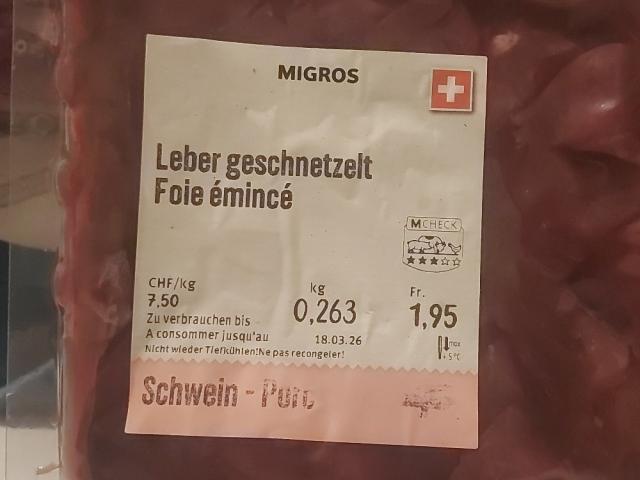 MIGROS
Leber geschnetzelt
Foie émincé
MCHECK
CHF/kg
7,50
kg
0,263
Fr.
1,95
Zu verbrauchen bis
A consommer jusqu'au 18.03.26
max
+5°C
Nicht wieder Tiefkühlen!Ne pas recongeler!
Schwein - Porc